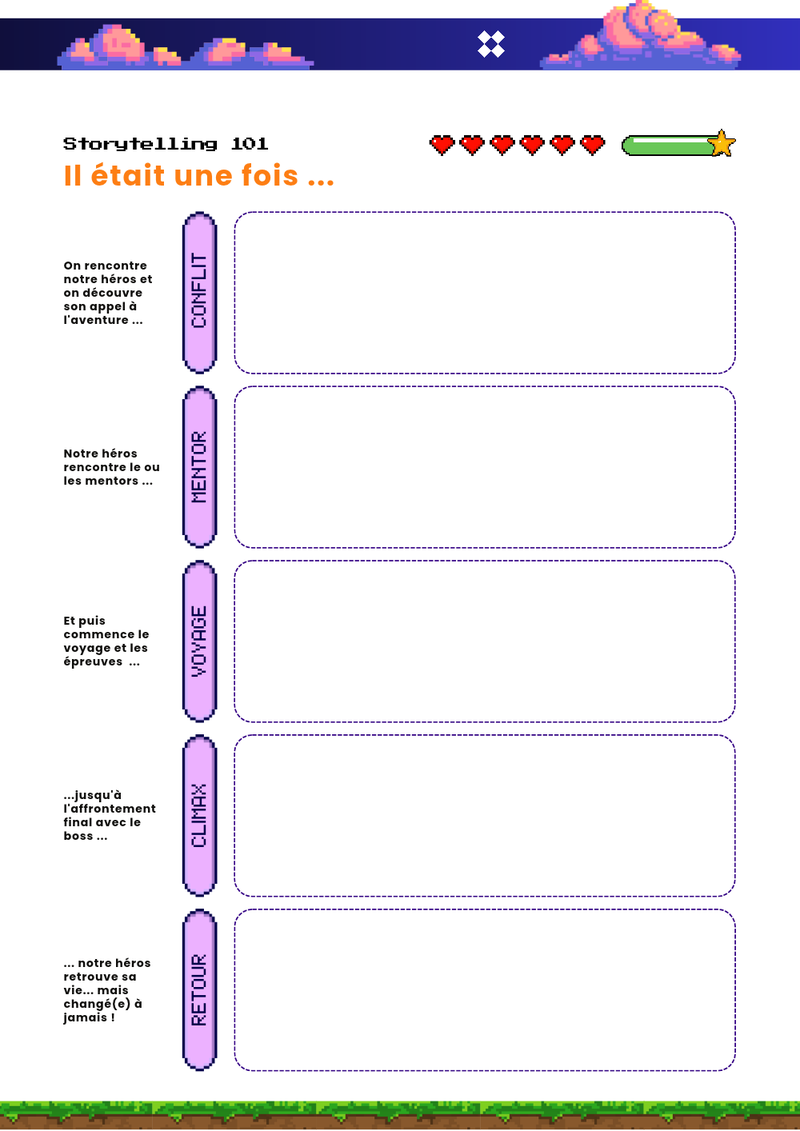 Storytelling 101
Il était une fois ...
On rencontre
notre héros et
on découvre
son appel à
l'aventure ...
CONFLIT
Notre héros
rencontre le ou
les mentors ...
MENTOR
Et puis
commence le
voyage et les
épreuves  ...
VOYAGE
...jusqu'à
l'affrontement
final avec le
boss ...
CLIMAX
... notre héros
retrouve sa
vie... mais
changé(e) à
jamais !
RETOUR